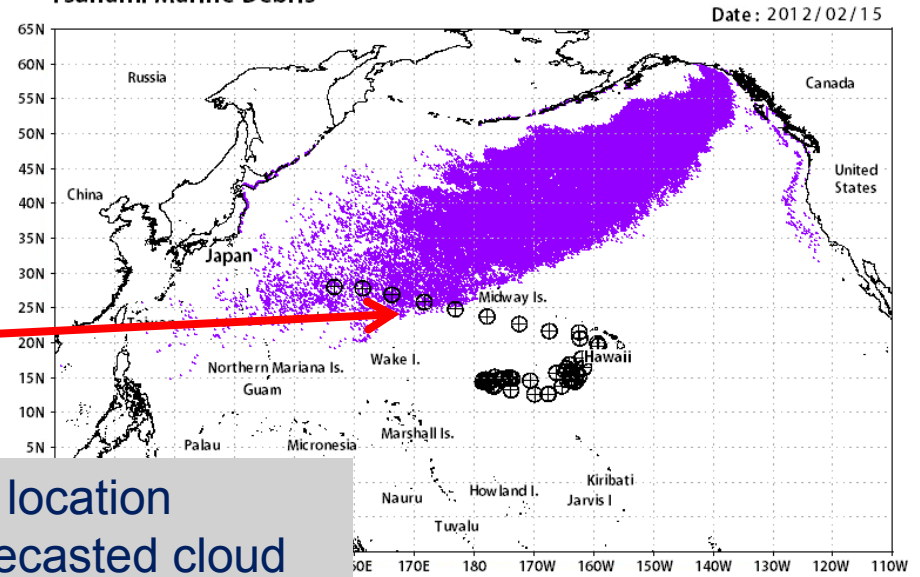 Tsunami Marine Debris
Date: 2012/02/15
65N
60N
55N
50N
45N
40N
35N
30N
25N
20N
10N
5N
Russia
Canada
China
United
States
Japan
Midway Is.
Hawaii
Northern Mariana Is.
Wake I.
Guam
Marshall Is.
Palau
Micronesia
Kiribati
Nauru
Howland I.
Jarvis I
Tuvalu
location
ecasted cloud
170E
180
170W
160W
150W
140W
130W
120W
110W